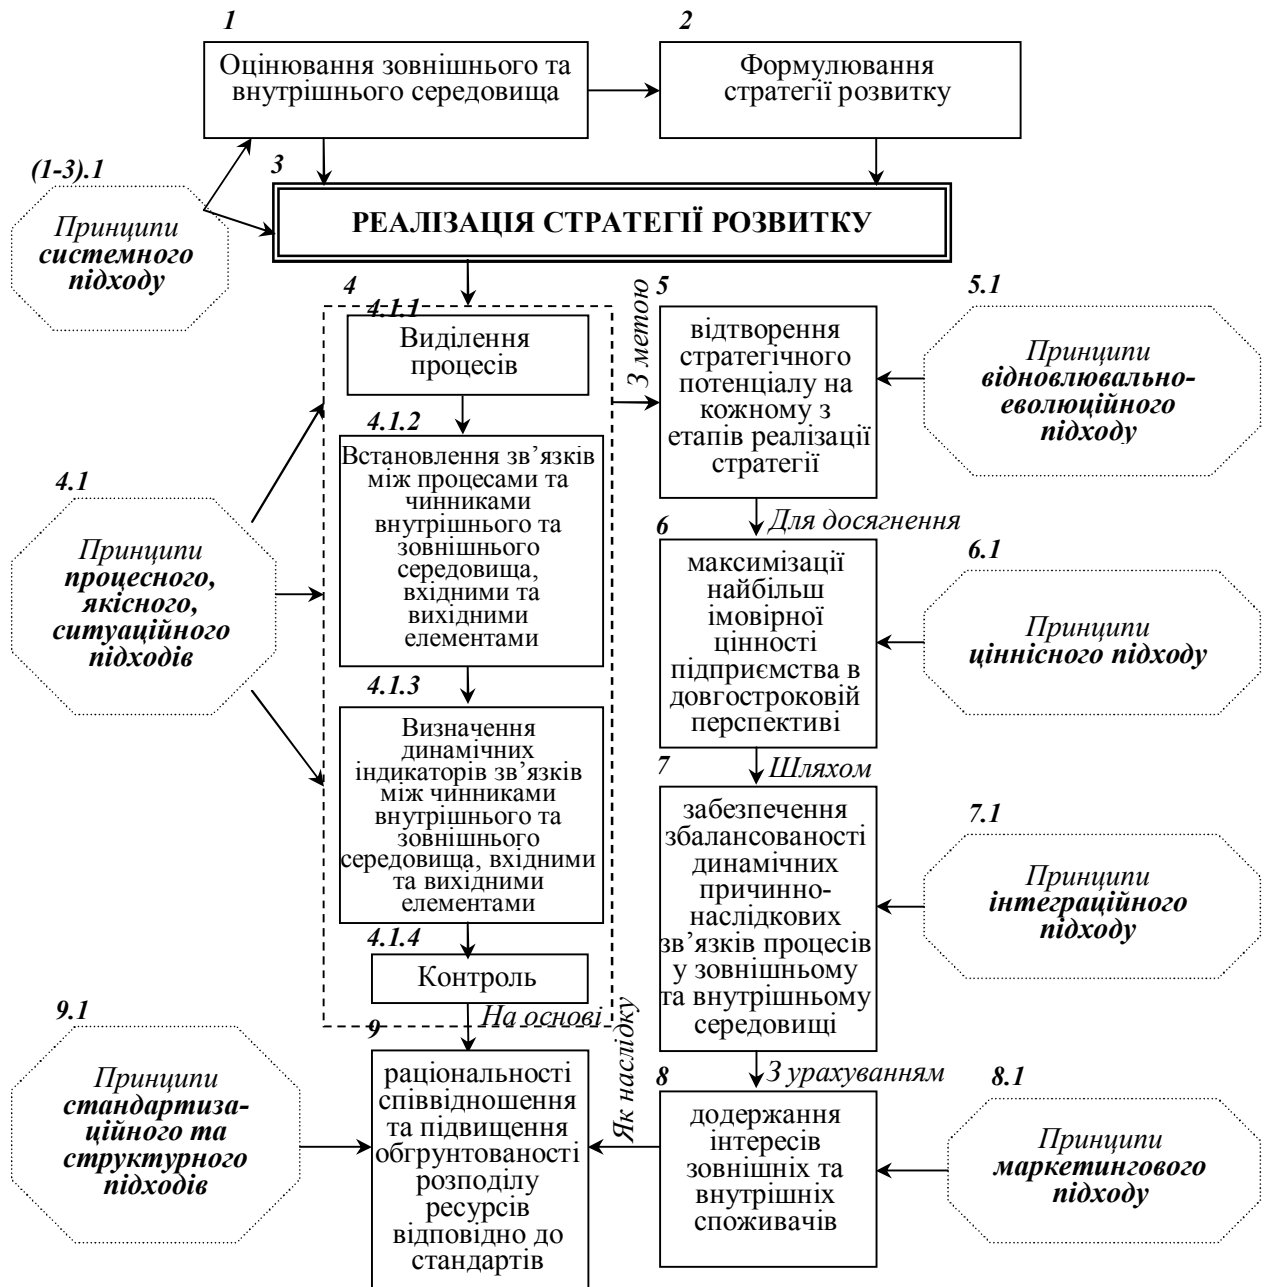 1
Оцінювання зовнішнього та
внутрішнього середовища
2
Формулювання
стратегії розвитку
(1-3).1
Принципи
системного
підходу
3
РЕАЛІЗАЦІЯ СТРАТЕГІЇ РОЗВИТКУ
4
4.1.1
Виділення
процесів
4.1.2
Встановлення зв’язків
між процесами та
чинниками
внутрішнього та
зовнішнього
середовища,
вхідними та
вихідними
елементами
4.1.3
Визначення
динамічних
індикаторів зв’язків
між чинниками
внутрішнього та
зовнішнього
середовища, вхідними
та вихідними
елементами
4.1.4
Контроль
4.1
Принципи
процесного,
якісного,
ситуаційного
підходів
З метою
5
відтворення
стратегічного
потенціалу на
кожному з
етапів реалізації
стратегії
5.1
Принципи
відновлювально-
еволюційного
підходу
Для досягнення
6
максимізації
найбільш
імовірної
цінності
підприємства в
довгостроковій
перспективі
6.1
Принципи
ціннісного підходу
Шляхом
7
забезпечення
збалансованості
динамічних
причинно-
наслідкових
зв’язків процесів
у зовнішньому
та внутрішньому
середовищі
7.1
Принципи
інтеграційного
підходу
З урахуванням
8
додержання
інтересів
зовнішніх та
внутрішніх
споживачів
8.1
Принципи
маркетингового
підходу
Як наслідку
На основі
9
раціональності
співвідношення
та підвищення
обгрунтованості
розподілу
ресурсів
відповідно до
стандартів
9.1
Принципи
стандартиза-
ційного та
структурного
підходів